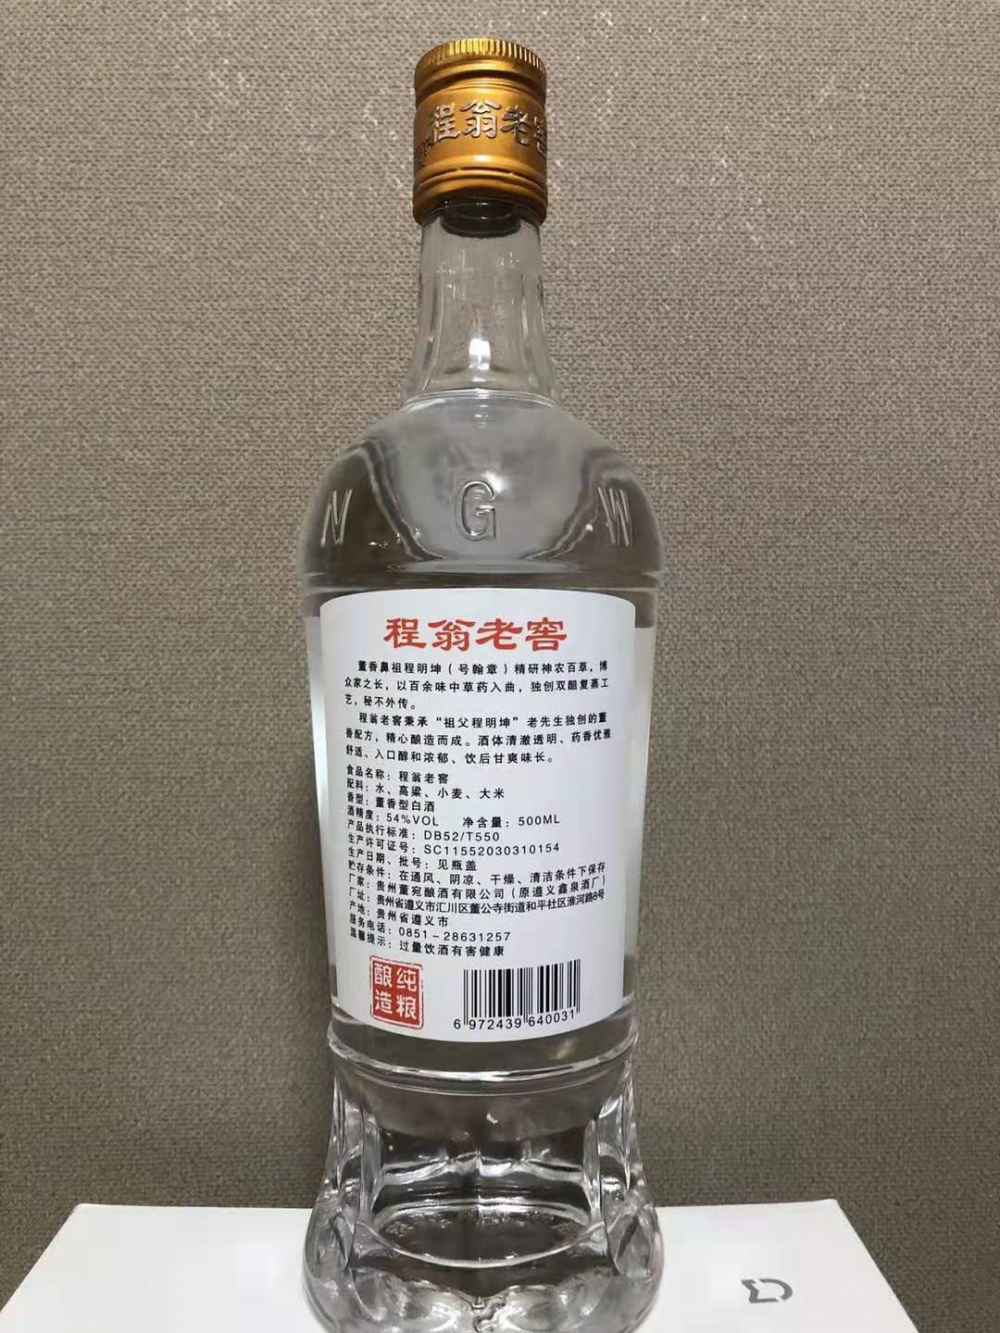 程翁老窖
N G W
程翁老窖
董香鼻祖程明坤（号翰章）精研神农百草，博
众家之长，以百余味中草药入曲，独创双醅复蒸工
艺，秘不外传。
程翁老窖秉承“祖父程明坤”老先生独创的董
香配方，精心酿造而成。酒体清澈透明、药香优雅
舒适、入口醇和浓郁、饮后甘爽味长。
食品名称：程翁老窖
配料：水、高粱、小麦、大米
香型：董香型白酒
酒精度：54%VOL 净含量：500ML
产品执行标准：DB52/T550
生产许可证号：SC11552030310154
生产日期、批号：见瓶盖
贮存条件：在通风、阴凉、干燥、清洁条件下保存
厂家：贵州董宛酿酒有限公司（原遵义鑫泉酒厂）
厂址：贵州省遵义市汇川区董公寺街道和平社区淮河路8号
产地：贵州省遵义市
服务电话：0851-28631257
温馨提示：过量饮酒有害健康
纯粮
酿造
6 972439 640031